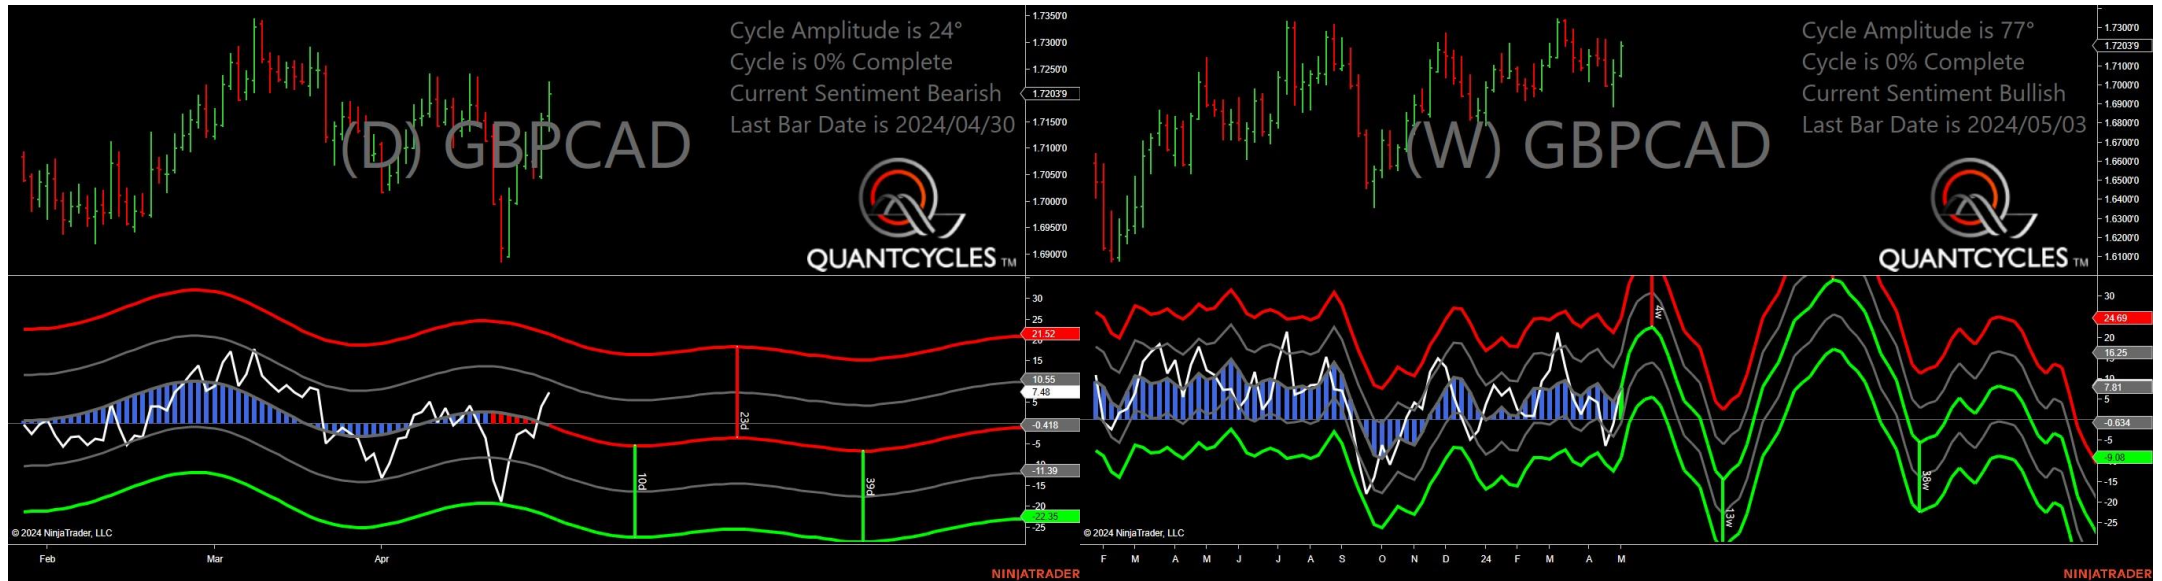 Cycle Amplitude is 24°
Cycle is 0% Complete
Current Sentiment Bearish
Last Bar Date is 2024/04/30
(D) GBPCAD
QUANTCYCLES TM
1.7350'0
1.7300'0
1.7250'0
1.7203'9
1.7150'0
1.7100'0
1.7050'0
1.7000'0
1.6950'0
1.6900'0
30
25
21.52
20
15
10.55
7.48
5
-0.418
-5
-11.39
-15
-20
-22.35
-25
10d
23d
39d
© 2024 NinjaTrader, LLC
Feb
Mar
Apr
NINJATRADER
Cycle Amplitude is 77°
Cycle is 0% Complete
Current Sentiment Bullish
Last Bar Date is 2024/05/03
(W) GBPCAD
QUANTCYCLES TM
1.7300'0
1.7203'9
1.7100'0
1.7000'0
1.6900'0
1.6800'0
1.6700'0
1.6600'0
1.6500'0
1.6400'0
1.6300'0
1.6200'0
1.6100'0
30
24.69
20
16.25
7.81
5
-0.634
-5
-9.08
-15
-20
-25
4w
13w
38w
© 2024 NinjaTrader, LLC
F M A M J J A S O N D 24 F M A M
NINJATRADER